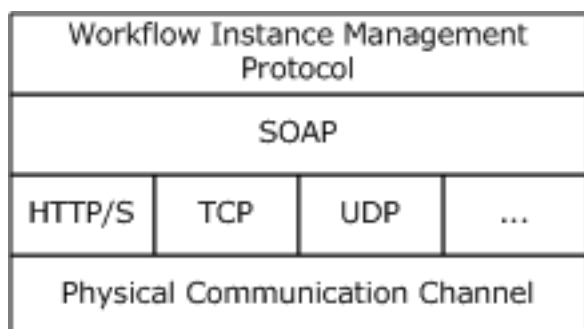 Workflow Instance Management
Protocol
SOAP
HTTP/S TCP UDP ...
Physical Communication Channel